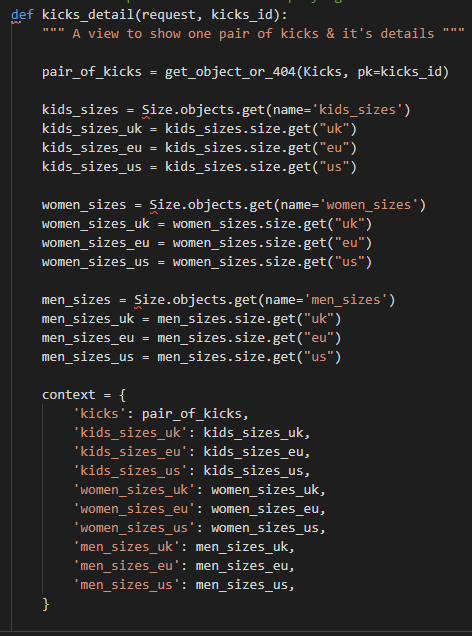 def kicks_detail(request, kicks_id):
    """ A view to show one pair of kicks & it's details """

    pair_of_kicks = get_object_or_404(Kicks, pk=kicks_id)

    kids_sizes = Size.objects.get(name='kids_sizes')
    kids_sizes_uk = kids_sizes.size.get("uk")
    kids_sizes_eu = kids_sizes.size.get("eu")
    kids_sizes_us = kids_sizes.size.get("us")

    women_sizes = Size.objects.get(name='women_sizes')
    women_sizes_uk = women_sizes.size.get("uk")
    women_sizes_eu = women_sizes.size.get("eu")
    women_sizes_us = women_sizes.size.get("us")

    men_sizes = Size.objects.get(name='men_sizes')
    men_sizes_uk = men_sizes.size.get("uk")
    men_sizes_eu = men_sizes.size.get("eu")
    men_sizes_us = men_sizes.size.get("us")

    context = {
        'kicks': pair_of_kicks,
        'kids_sizes_uk': kids_sizes_uk,
        'kids_sizes_eu': kids_sizes_eu,
        'kids_sizes_us': kids_sizes_us,
        'women_sizes_uk': women_sizes_uk,
        'women_sizes_eu': women_sizes_eu,
        'women_sizes_us': women_sizes_us,
        'men_sizes_uk': men_sizes_uk,
        'men_sizes_eu': men_sizes_eu,
        'men_sizes_us': men_sizes_us,
    }